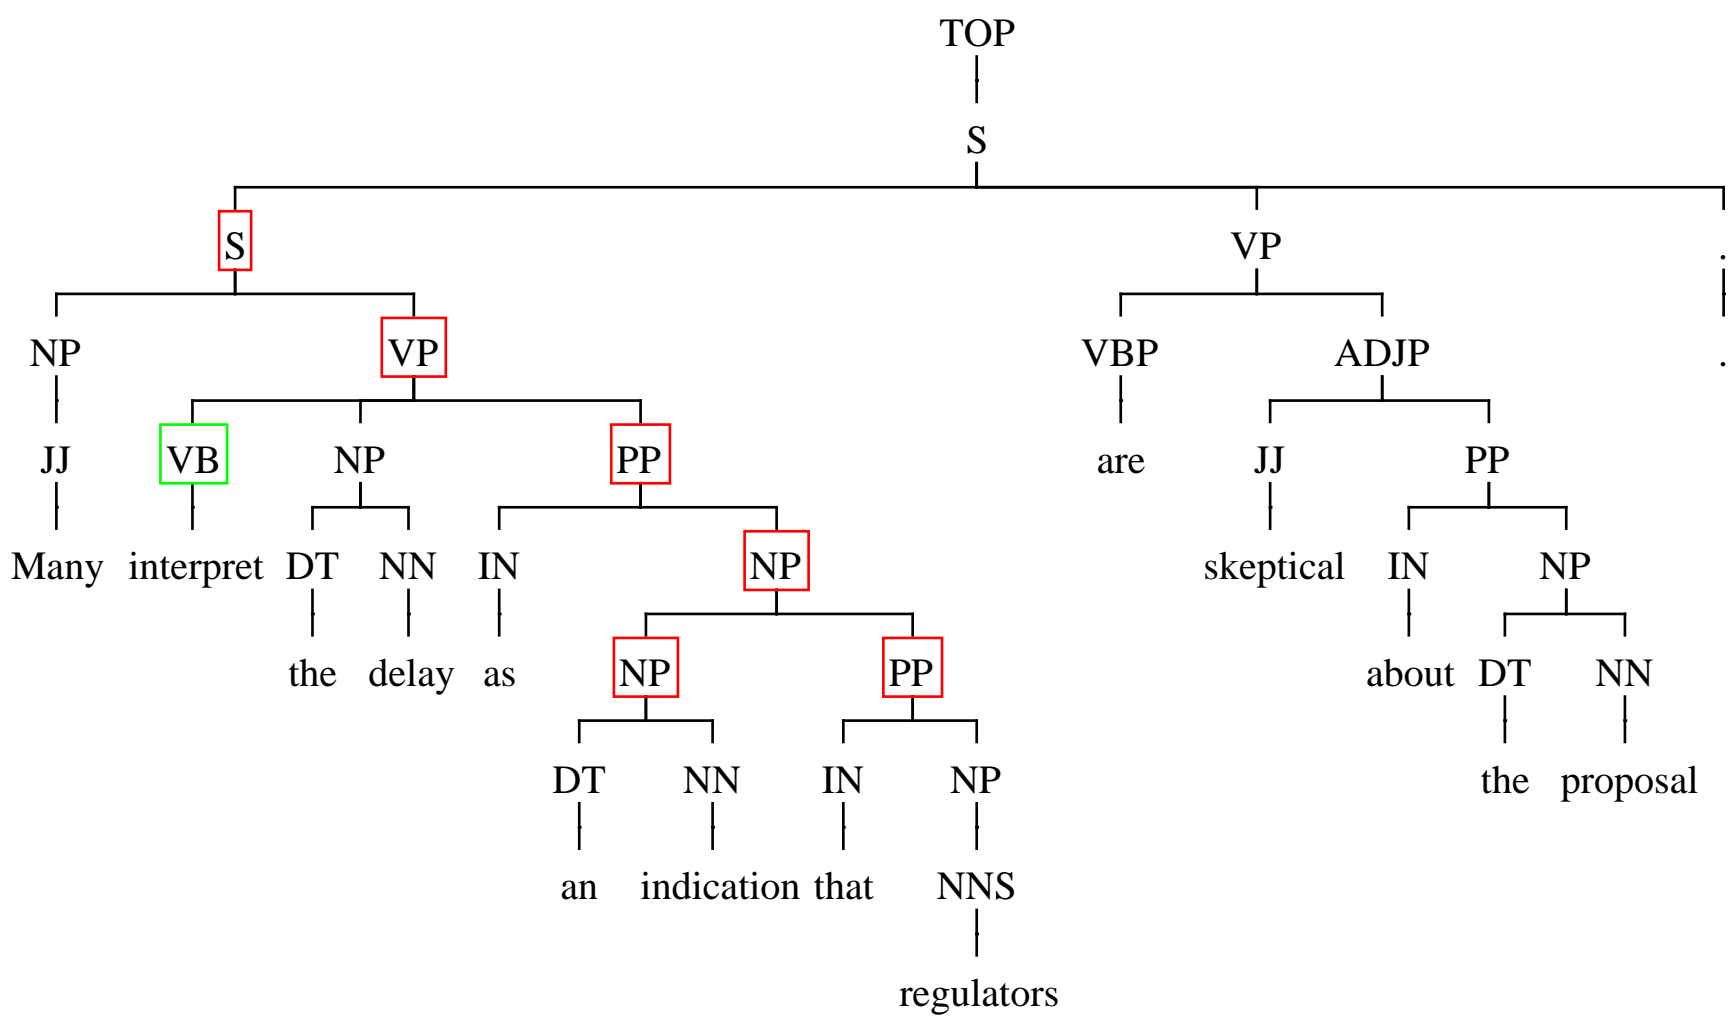 TOP
S
S VP .
NP VP VBP ADJP .
JJ VB NP PP are JJ PP
Many interpret DT NN IN NP skeptical IN NP
the delay as NP PP about DT NN
DT NN IN NP the proposal
an indication that NNS
regulators